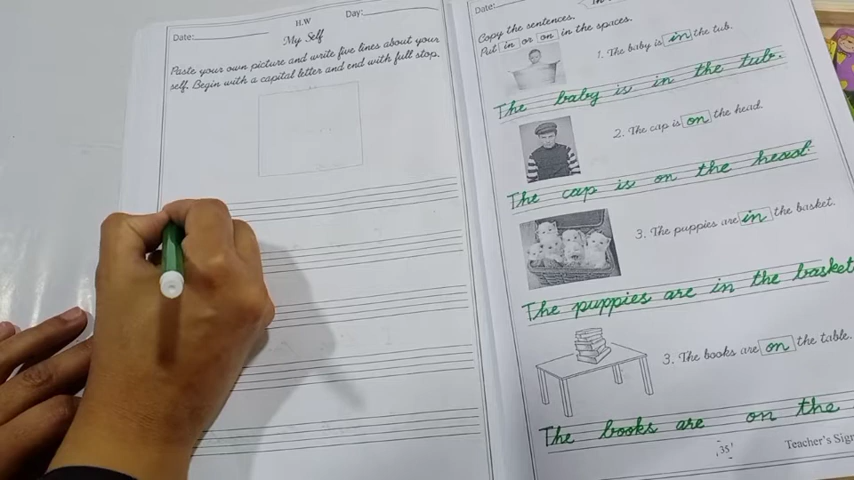 H.W
Date:
Day:
My Self
Paste your own picture and write five lines about your
self. Begin with a capital letter and end with full stop.
Date:
Copy the sentences.
Put in or on in the spaces.
1. The baby is in the tub.
The baby is in the tub.
2. The cap is on the head.
The cap is on the head.
3. The puppies are in the basket.
The puppies are in the basket
3. The books are on the table.
The books are on the
35
Teacher's Sign